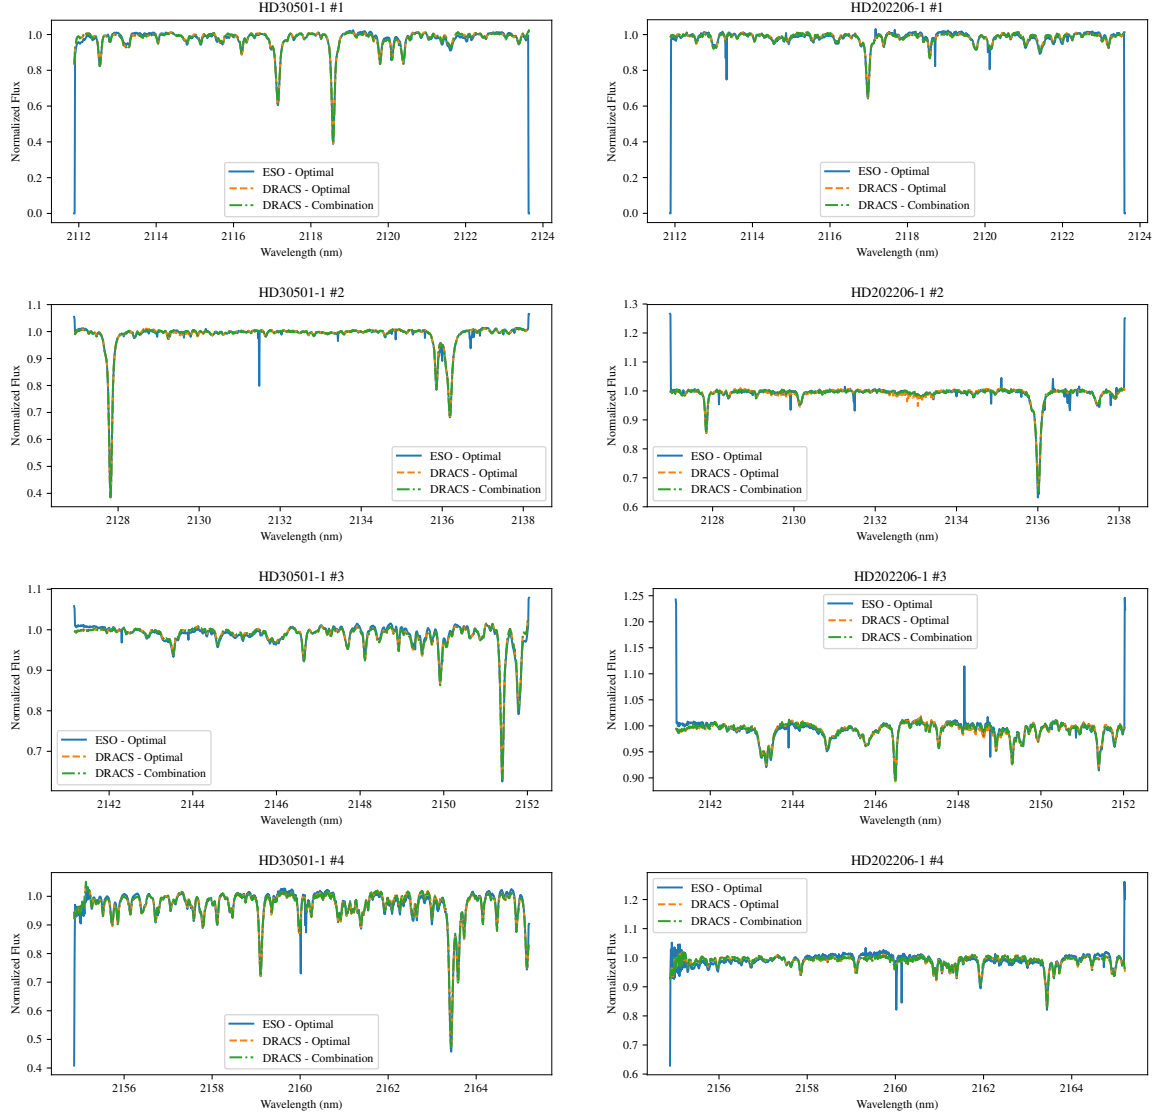 HD30501-1 #1
Normalized Flux
1.0
0.8
0.6
0.4
0.2
0.0
ESO - Optimal
DRACS - Optimal
DRACS - Combination
2112 2114 2116 2118 2120 2122 2124
Wavelength (nm)
HD202206-1 #1
Normalized Flux
1.0
0.8
0.6
0.4
0.2
0.0
ESO - Optimal
DRACS - Optimal
DRACS - Combination
2112 2114 2116 2118 2120 2122 2124
Wavelength (nm)
HD30501-1 #2
Normalized Flux
1.1
1.0
0.9
0.8
0.7
0.6
0.5
0.4
ESO - Optimal
DRACS - Optimal
DRACS - Combination
2128 2130 2132 2134 2136 2138
Wavelength (nm)
HD202206-1 #2
Normalized Flux
1.3
1.2
1.1
1.0
0.9
0.8
0.7
0.6
ESO - Optimal
DRACS - Optimal
DRACS - Combination
2128 2130 2132 2134 2136 2138
Wavelength (nm)
HD30501-1 #3
Normalized Flux
1.1
1.0
0.9
0.8
0.7
ESO - Optimal
DRACS - Optimal
DRACS - Combination
2142 2144 2146 2148 2150 2152
Wavelength (nm)
HD202206-1 #3
Normalized Flux
1.25
1.20
1.15
1.10
1.05
1.00
0.95
0.90
ESO - Optimal
DRACS - Optimal
DRACS - Combination
2142 2144 2146 2148 2150 2152
Wavelength (nm)
HD30501-1 #4
Normalized Flux
1.0
0.9
0.8
0.7
0.6
0.5
0.4
ESO - Optimal
DRACS - Optimal
DRACS - Combination
2156 2158 2160 2162 2164
Wavelength (nm)
HD202206-1 #4
Normalized Flux
1.2
1.1
1.0
0.9
0.8
0.7
0.6
ESO - Optimal
DRACS - Optimal
DRACS - Combination
2156 2158 2160 2162 2164
Wavelength (nm)